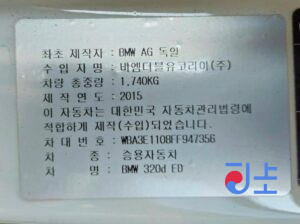 최초 제작자 : BMW AG 독일
수 입 자 명 : 바엠더블유코리아(주)
차량 총중량 : 1,740KG
제 작 연 도 : 2015
이 자동차는 대한민국 자동차관리법령에
적합하게 제작(수입)되었습니다.
차 대 번 호 : WBA3E1108FF947356
차 종 : 승용자동차
차 명 : BMW 320d ED